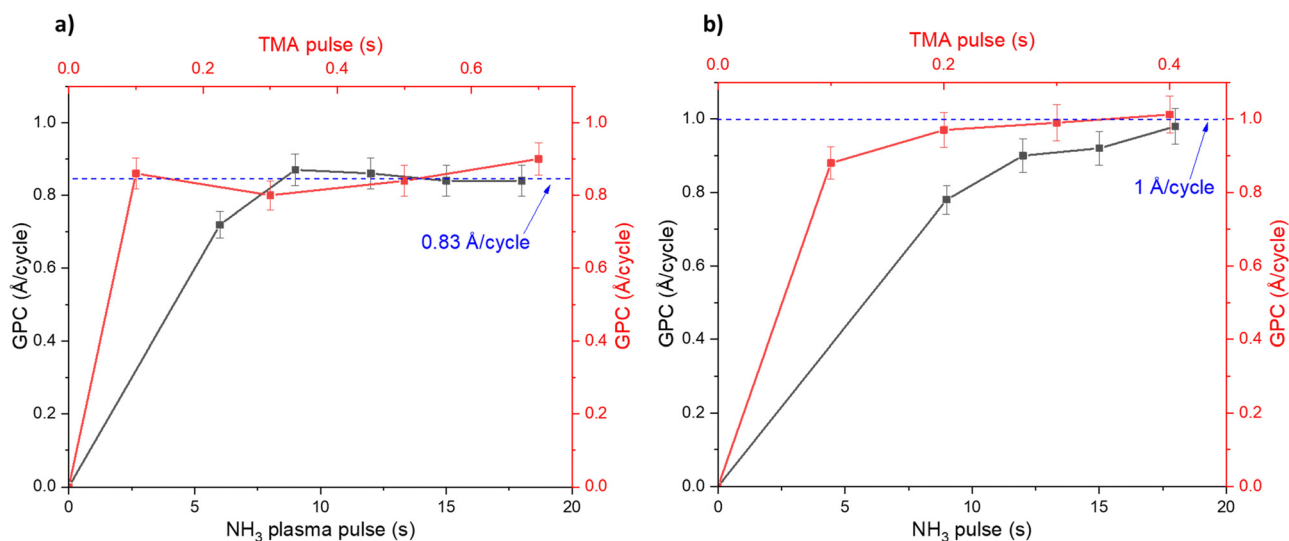 a)
TMA pulse (s)
0.0 0.2 0.4 0.6
1.0 1.0
0.8 0.8
0.83 Å/cycle
0.6 0.6
0.4 0.4
0.2 0.2
0.0 0.0
GPC (Å/cycle)
GPC (Å/cycle)
0 5 10 15 20
NH₃ plasma pulse (s)
b)
TMA pulse (s)
0.0 0.2 0.4
1.0 1.0
1 Å/cycle
0.8 0.8
0.6 0.6
0.4 0.4
0.2 0.2
0.0 0.0
GPC (Å/cycle)
GPC (Å/cycle)
0 5 10 15 20
NH₃ pulse (s)